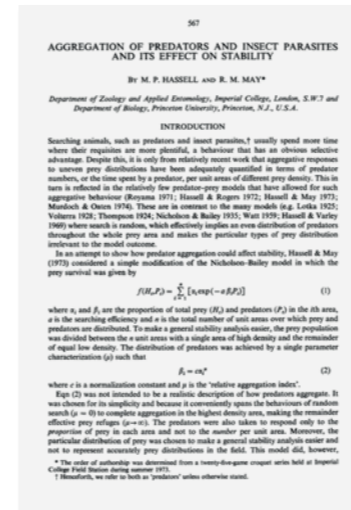 567
AGGREGATION OF PREDATORS AND INSECT PARASITES
AND ITS EFFECT ON STABILITY
BY M. P. HASSELL AND R. M. MAY*
Department of Zoology and Applied Entomology, Imperial College, London, S.W.7 and
Department of Biology, Princeton University, Princeton, N.J., U.S.A.
INTRODUCTION
Searching animals, such as predators and insect parasites,† usually spend more time
where their requisites are more plentiful, a behaviour that has an obvious selective
advantage. Despite this, it is only from relatively recent work that aggregative responses
to uneven prey distributions have been adequately quantified in terms of predator
numbers, or the time spent by a predator, per unit areas of different prey density. This in
turn is reflected in the relatively few predator–prey models that have allowed for such
aggregative behaviour (Royama 1971; Hassell & Rogers 1972; Hassell & May 1973;
Murdoch & Oaten 1974). These are in contrast to the many models (e.g. Lotka 1925;
Volterra 1928; Thompson 1924; Nicholson & Bailey 1935; Watt 1959; Hassell & Varley
1969) where search is random, which effectively implies an even distribution of predators
throughout the whole prey area and makes the particular types of prey distribution
irrelevant to the model outcome.
In an attempt to show how predator aggregation could affect stability, Hassell & May
(1973) considered a simple modification of the Nicholson–Bailey model in which the
prey survival was given by
(1)
where αᵢ and βᵢ are the proportion of total prey (Hₜ) and predators (Pₜ) in the ith area,
a is the searching efficiency and n is the total number of unit areas over which prey and
predators are distributed. To make a general stability analysis easier, the prey population
was divided between the n unit areas with a single area of high density and the remainder
of equal low density. The distribution of predators was achieved by a single parameter
characterization (μ) such that
βᵢ = cαᵢ^μ (2)
where c is a normalization constant and μ is the 'relative aggregation index'.
Eqn (2) was not intended to be a realistic description of how predators aggregate. It
was chosen for its simplicity and because it conveniently spans the behaviours of random
search (μ = 0) to complete aggregation in the highest density area, making the remainder
effective prey refuges (μ→∞). The predators were also taken to respond only to the
proportion of prey in each area and not to the number per unit area. Moreover, the
particular distribution of prey was chosen to make a general stability analysis easier and
not to represent accurately prey distributions in the field. This model did, however,
* The order of authorship was determined from a twenty-five-game croquet series held at Imperial
College Field Station during summer 1973.
† Henceforth, we refer to both as 'predators' unless otherwise stated.